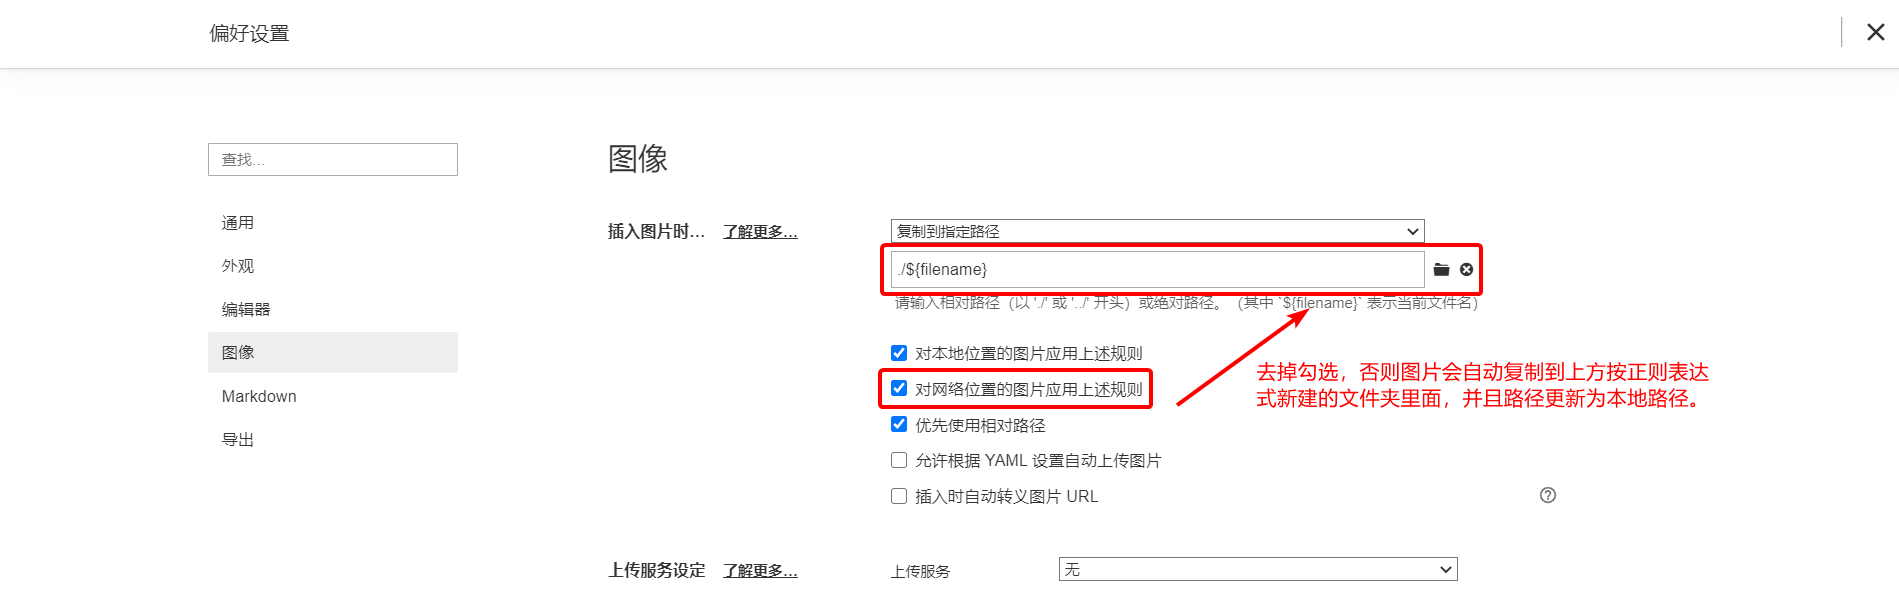 偏好设置
查找...
通用
外观
编辑器
图像
Markdown
导出
图像
插入图片时... 了解更多... 复制到指定路径
./${filename}
请输入相对路径（以 './' 或 '../' 开头）或绝对路径。（其中 `${filename}` 表示当前文件名）
对本地位置的图片应用上述规则
对网络位置的图片应用上述规则
去掉勾选，否则图片会自动复制到上方按正则表达
式新建的文件夹里面，并且路径更新为本地路径。
优先使用相对路径
允许根据 YAML 设置自动上传图片
插入时自动转义图片 URL
上传服务设定 了解更多... 上传服务 无